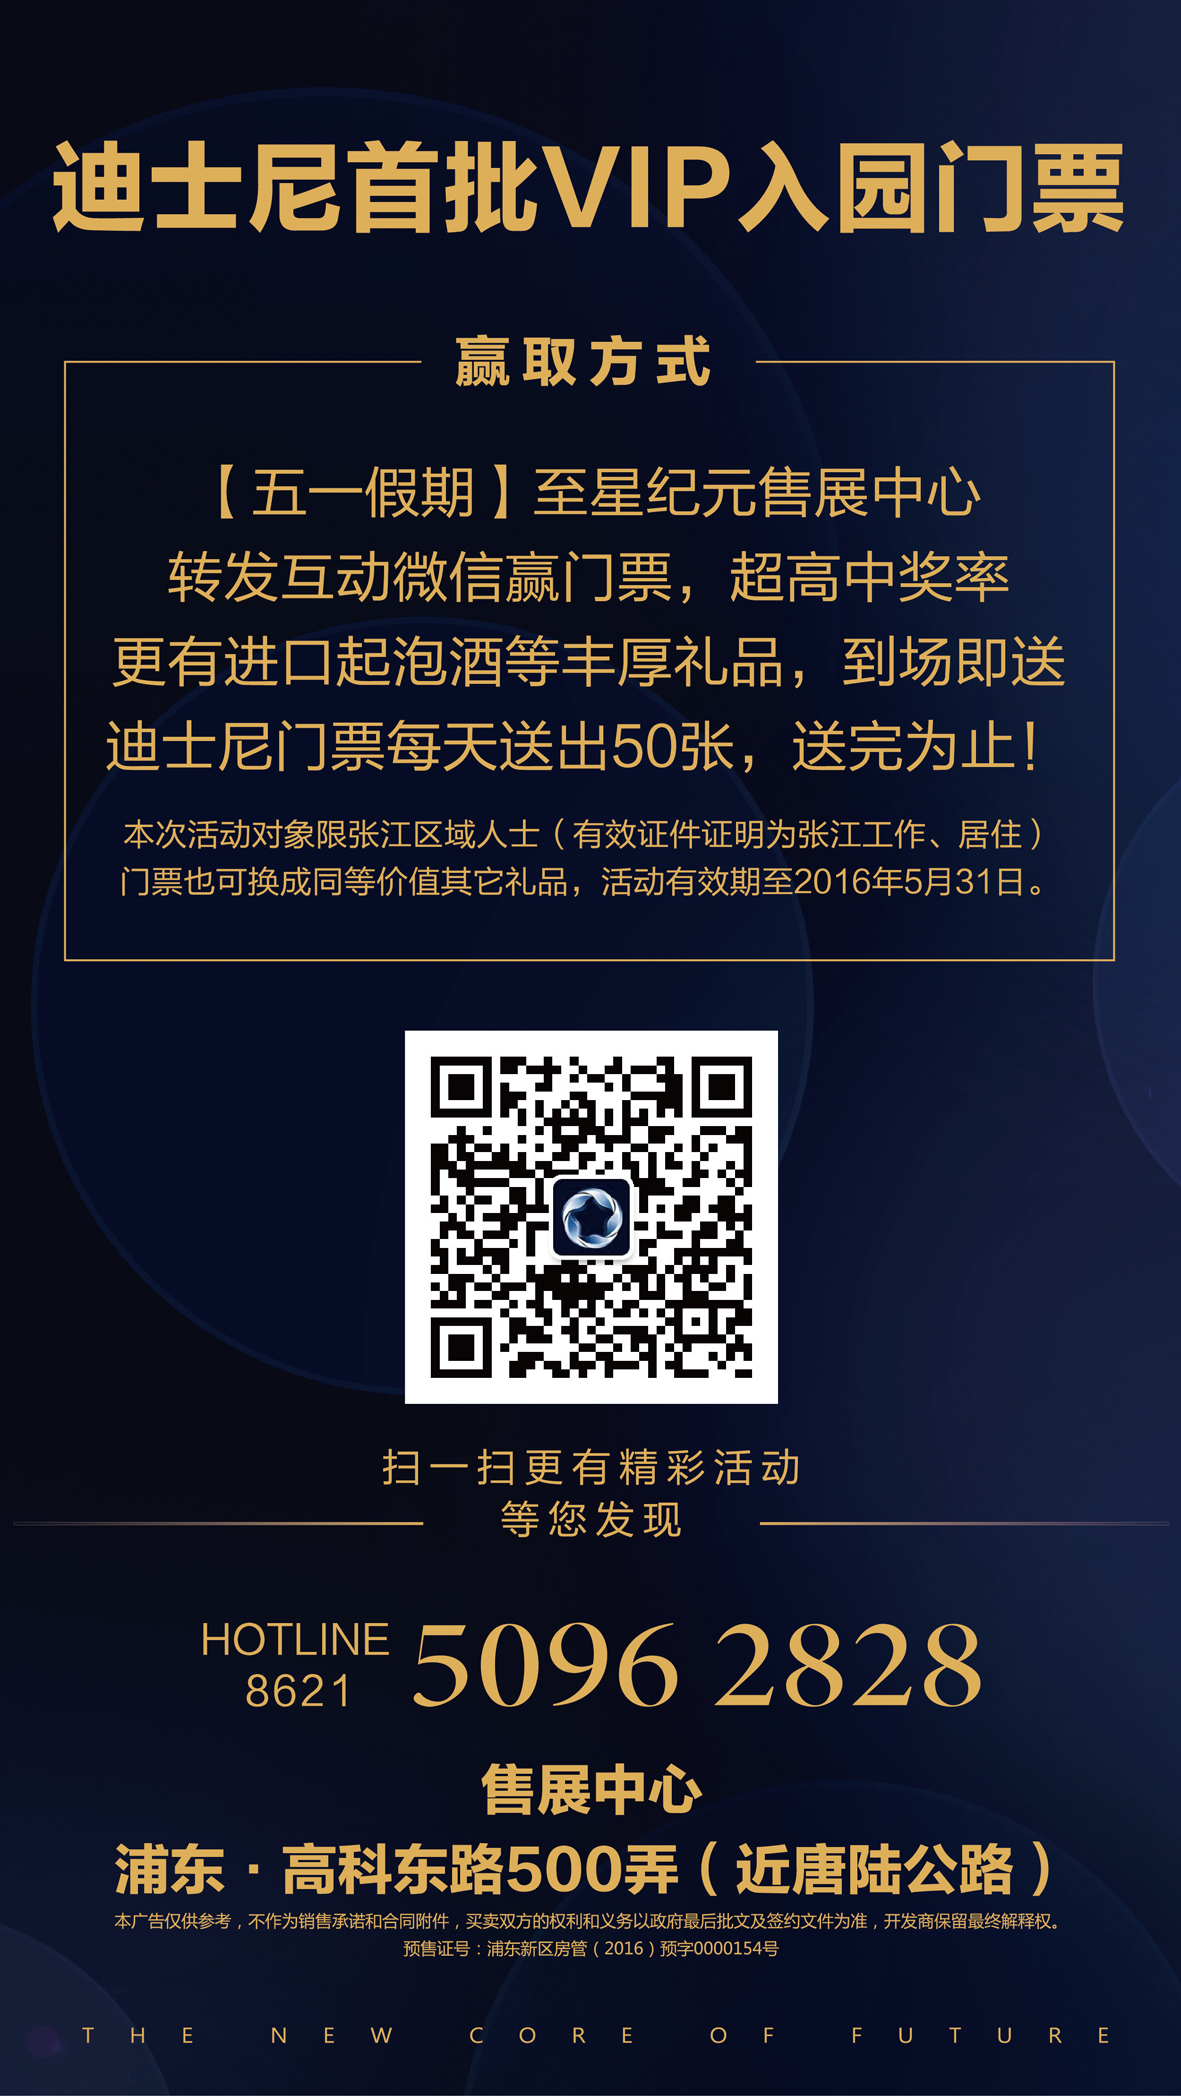 迪士尼首批VIP入园门票
赢取方式
【五一假期】至星纪元售展中心
转发互动微信赢门票，超高中奖率
更有进口起泡酒等丰厚礼品，到场即送
迪士尼门票每天送出50张，送完为止！
本次活动对象限张江区域人士（有效证件证明为张江工作、居住）
门票也可换成同等价值其它礼品，活动有效期至2016年5月31日。
扫一扫更有精彩活动
等您发现
HOTLINE
8621
5096 2828
售展中心
浦东·高科东路500弄（近唐陆公路）
本广告仅供参考，不作为销售承诺和合同附件，买卖双方的权利和义务以政府最后批文及签约文件为准，开发商保留最终解释权。
预售证号：浦东新区房管（2016）预字0000154号
THE NEW CORE OF FUTURE